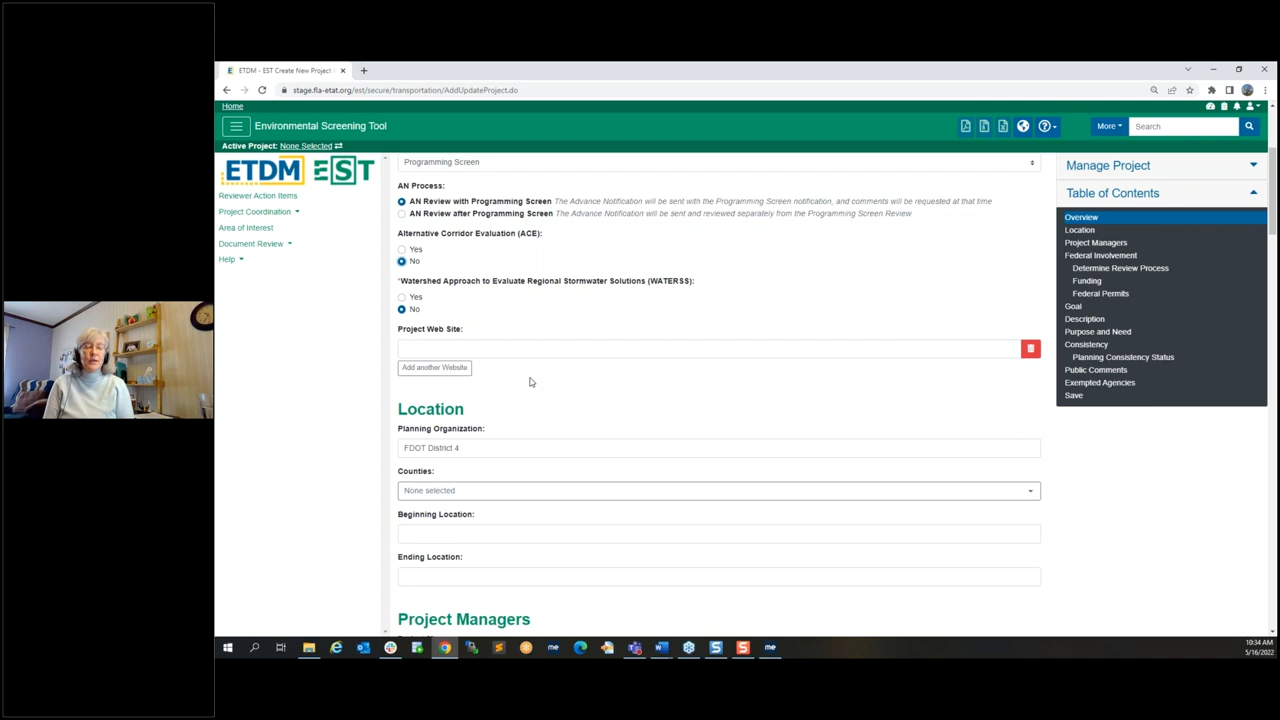 ETDM - EST Create New Project
stage.fla-etat.org/est/secure/transportation/AddUpdateProject.do
Home
Environmental Screening Tool
More
Search
Active Project: None Selected
ETDM EST
Reviewer Action Items
Project Coordination
Area of Interest
Document Review
Help
Programming Screen
AN Process:
AN Review with Programming Screen The Advance Notification will be sent with the Programming Screen notification, and comments will be requested at that time
AN Review after Programming Screen The Advance Notification will be sent and reviewed separately from the Programming Screen Review
Alternative Corridor Evaluation (ACE):
Yes
No
*Watershed Approach to Evaluate Regional Stormwater Solutions (WATERSS):
Yes
No
Project Web Site:
Add another Website
Location
Planning Organization:
FDOT District 4
Counties:
None selected
Beginning Location:
Ending Location:
Project Managers
Manage Project
Table of Contents
Overview
Location
Project Managers
Federal Involvement
Determine Review Process
Funding
Federal Permits
Goal
Description
Purpose and Need
Consistency
Planning Consistency Status
Public Comments
Exempted Agencies
Save
10:34 AM
5/16/2022